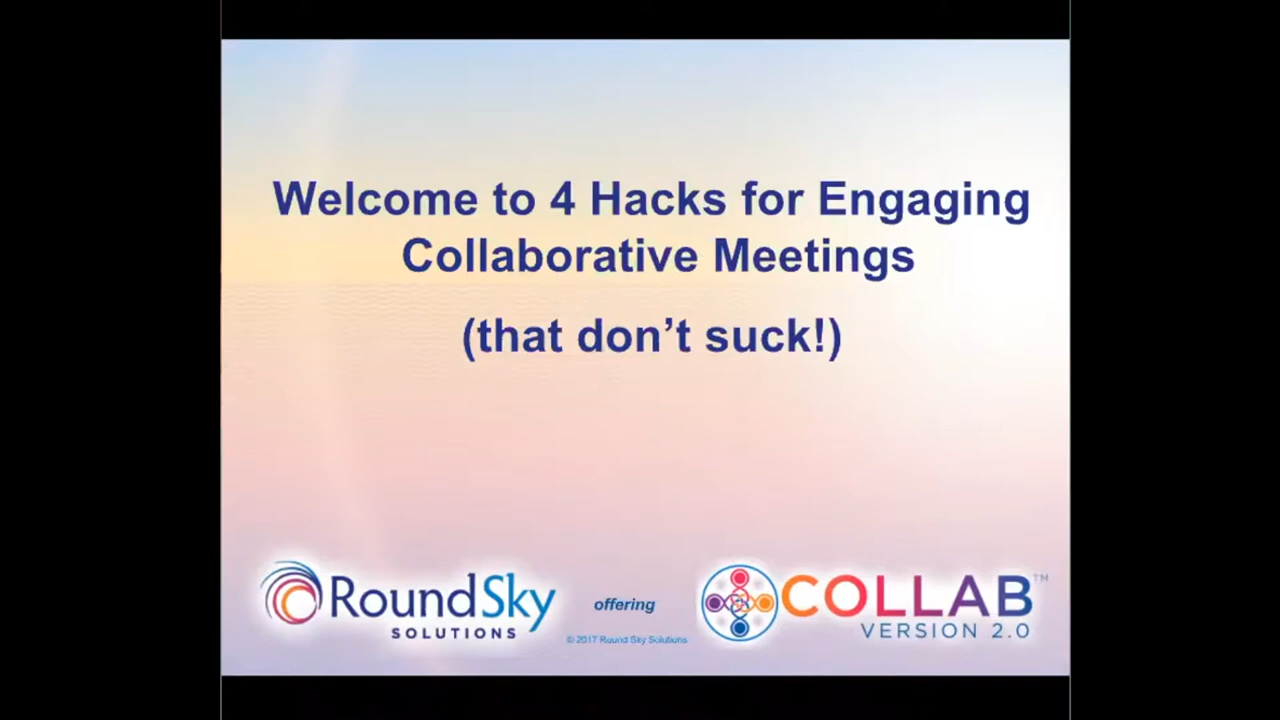 Welcome to 4 Hacks for Engaging
Collaborative Meetings
(that don’t suck!)
RoundSky
SOLUTIONS
offering
© 2017 Round Sky Solutions
COLLAB™
VERSION 2.0